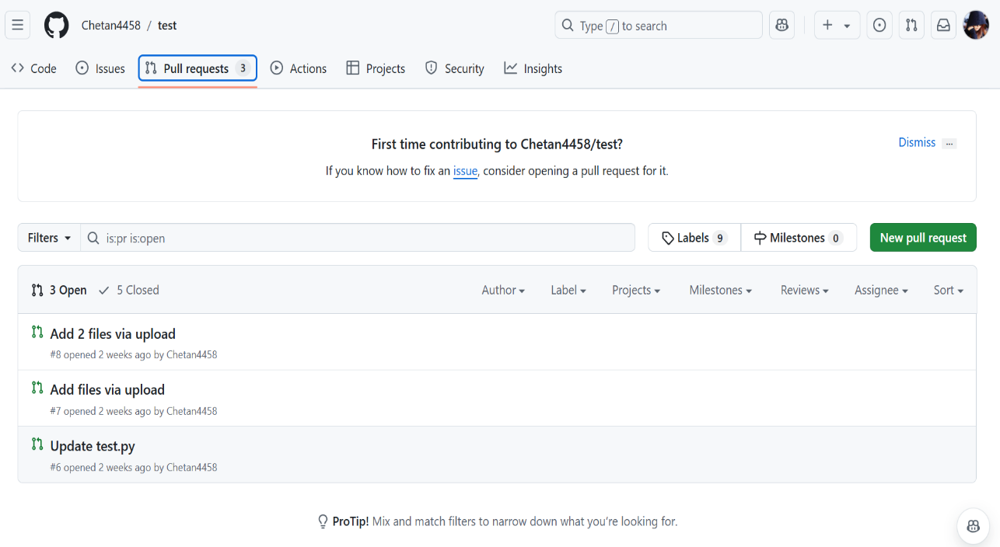 Chetan4458 / test
Type / to search
Code Issues Pull requests 3 Actions Projects Security Insights
First time contributing to Chetan4458/test?
Dismiss ...
If you know how to fix an issue, consider opening a pull request for it.
Filters is:pr is:open Labels 9 Milestones 0 New pull request
3 Open 5 Closed Author Label Projects Milestones Reviews Assignee Sort
Add 2 files via upload
#8 opened 2 weeks ago by Chetan4458
Add files via upload
#7 opened 2 weeks ago by Chetan4458
Update test.py
#6 opened 2 weeks ago by Chetan4458
ProTip! Mix and match filters to narrow down what you’re looking for.